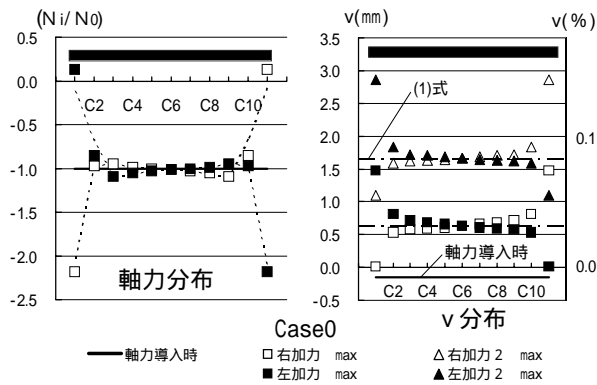 (Ni/N0)
0.5
0.0
-0.5
-1.0
-1.5
-2.0
-2.5
C2 C4 C6 C8 C10
軸力分布
v(mm)
v(%)
3.5
3.0
2.5
2.0
1.5
1.0
0.5
0.0
-0.5
(1)式
0.1
0.0
軸力導入時
C2 C4 C6 C8 C10
v 分布
Case0
軸力導入時
□ 右加力 max
△ 右加力 2 max
■ 左加力 max
▲ 左加力 2 max